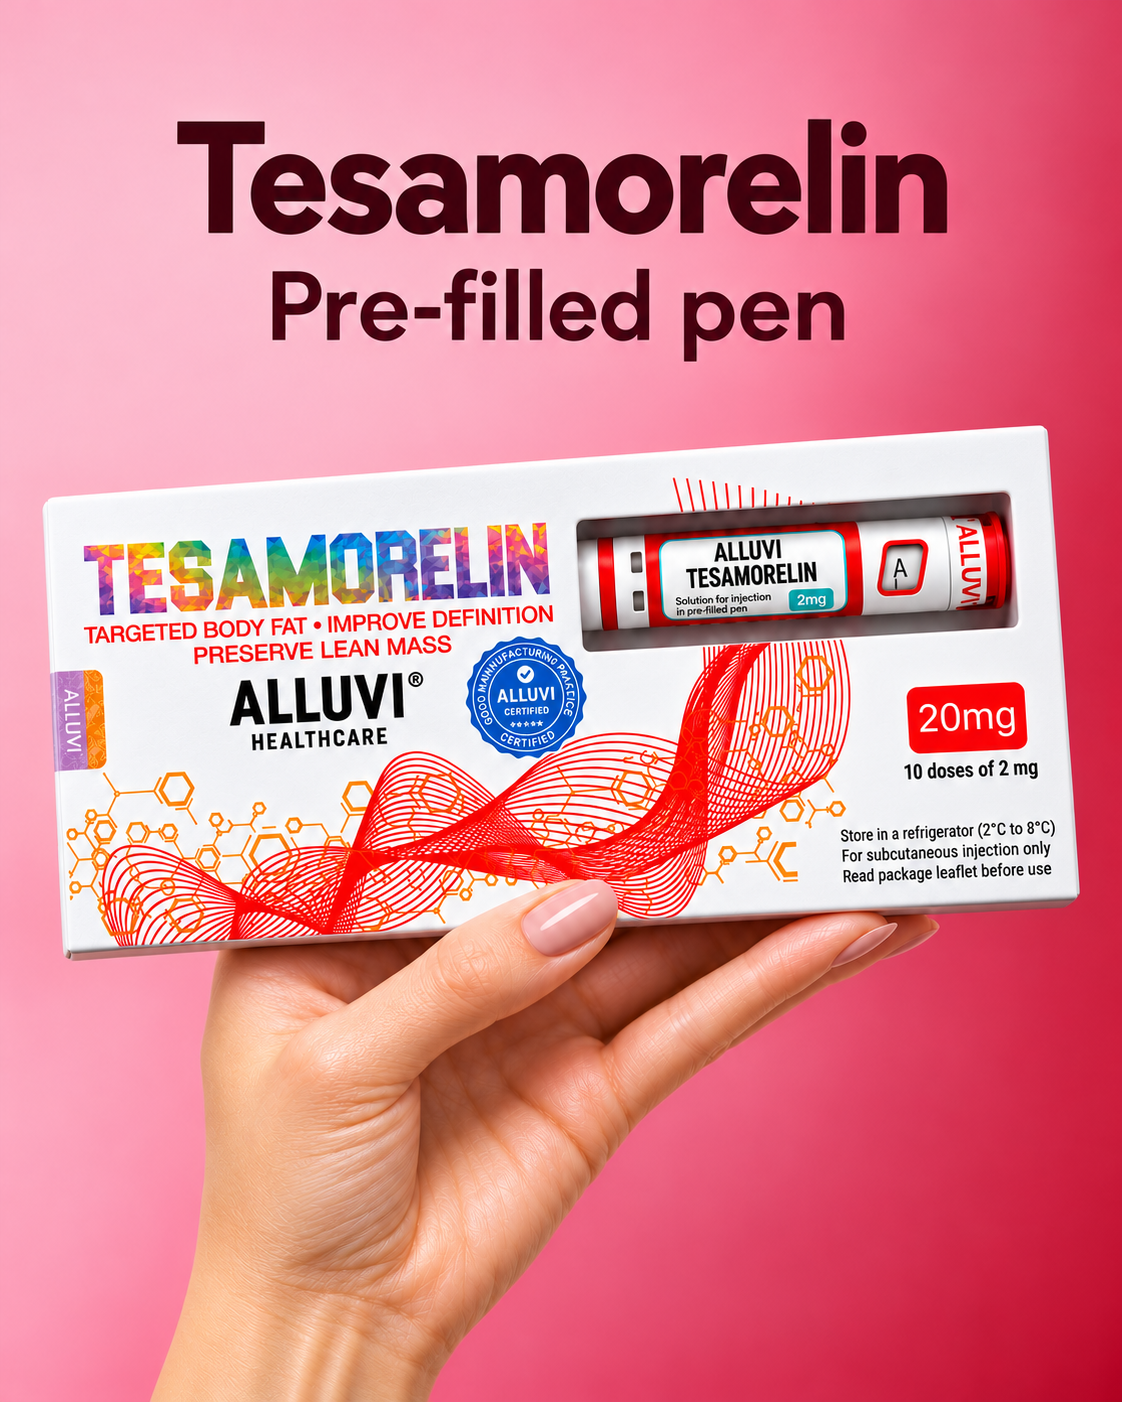 Tesamorelin
Pre-filled pen
TESAMORELIN
TARGETED BODY FAT • IMPROVE DEFINITION
PRESERVE LEAN MASS
ALLUVI®
HEALTHCARE
ALLUVI
GOOD MANNUFACTURING PRACTICE
ALLUVI
CERTIFIED
CERTIFIED
ALLUVI
TESAMORELIN
Solution for injection
in pre-filled pen
2mg
A
ALLUVI
20mg
10 doses of 2 mg
Store in a refrigerator (2°C to 8°C)
For subcutaneous injection only
Read package leaflet before use